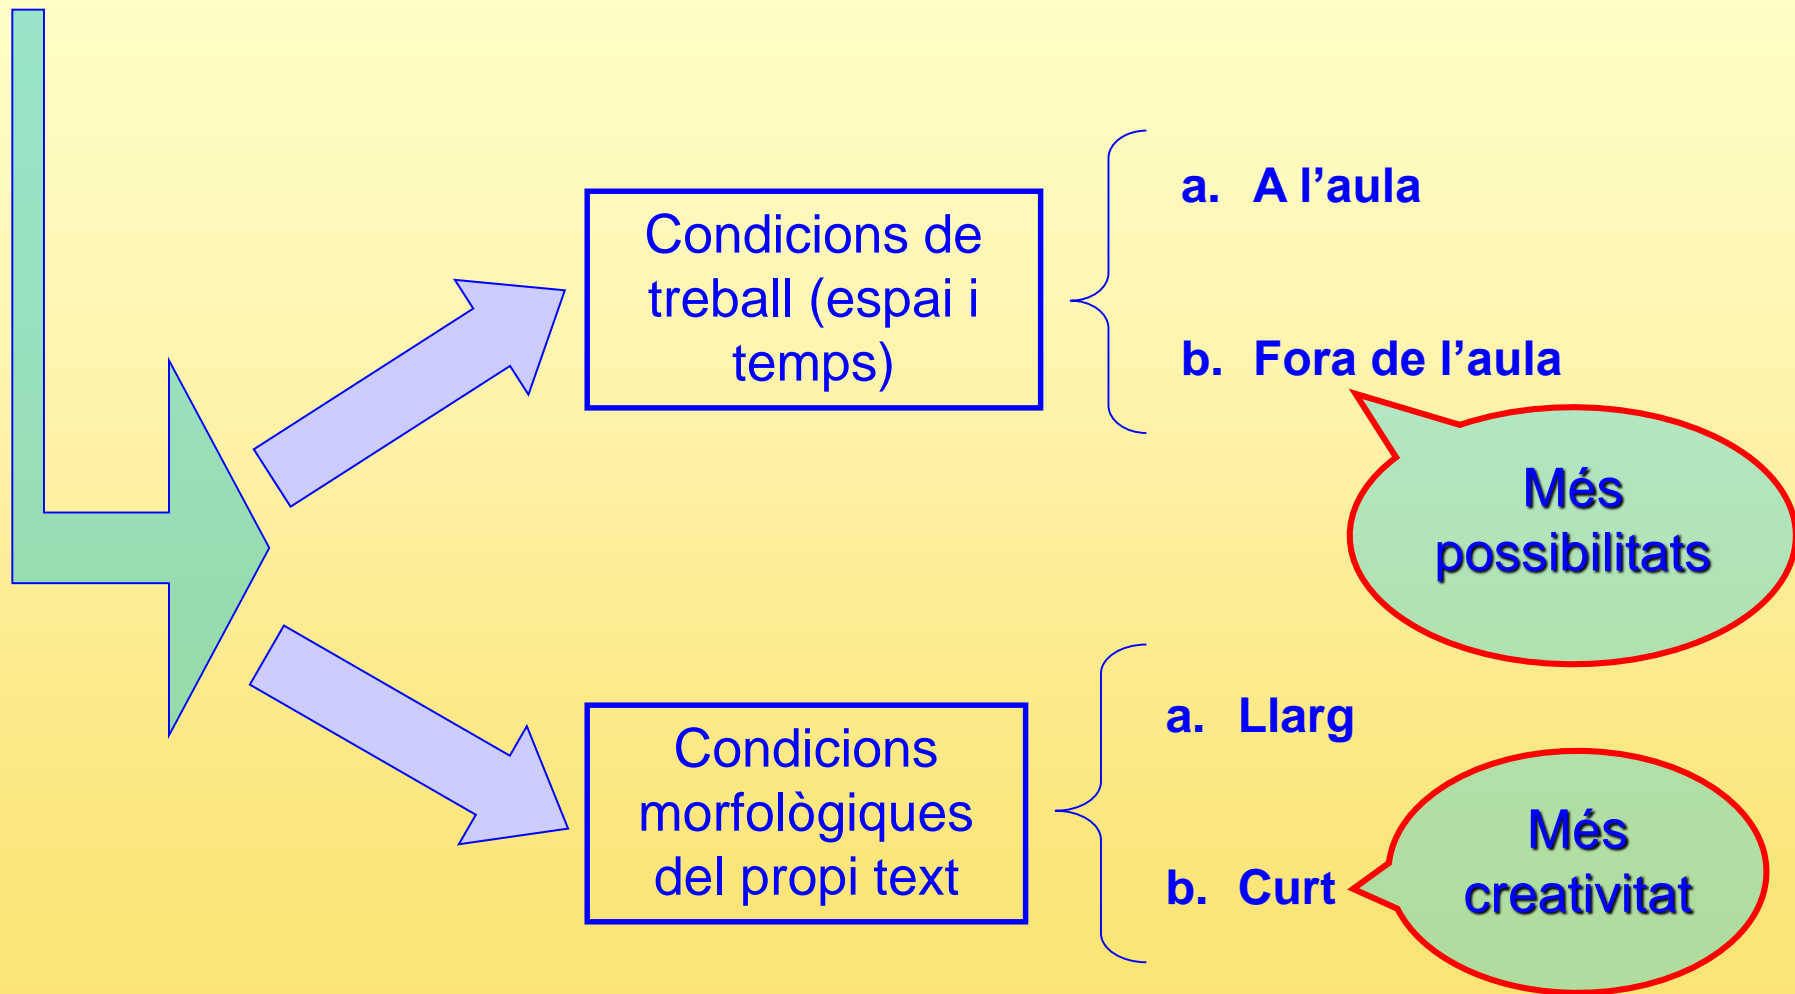 Condicions de
treball (espai i
temps)
a. A l’aula
b. Fora de l’aula
Més
possibilitats
Condicions
morfològiques
del propi text
a. Llarg
b. Curt
Més
creativitat